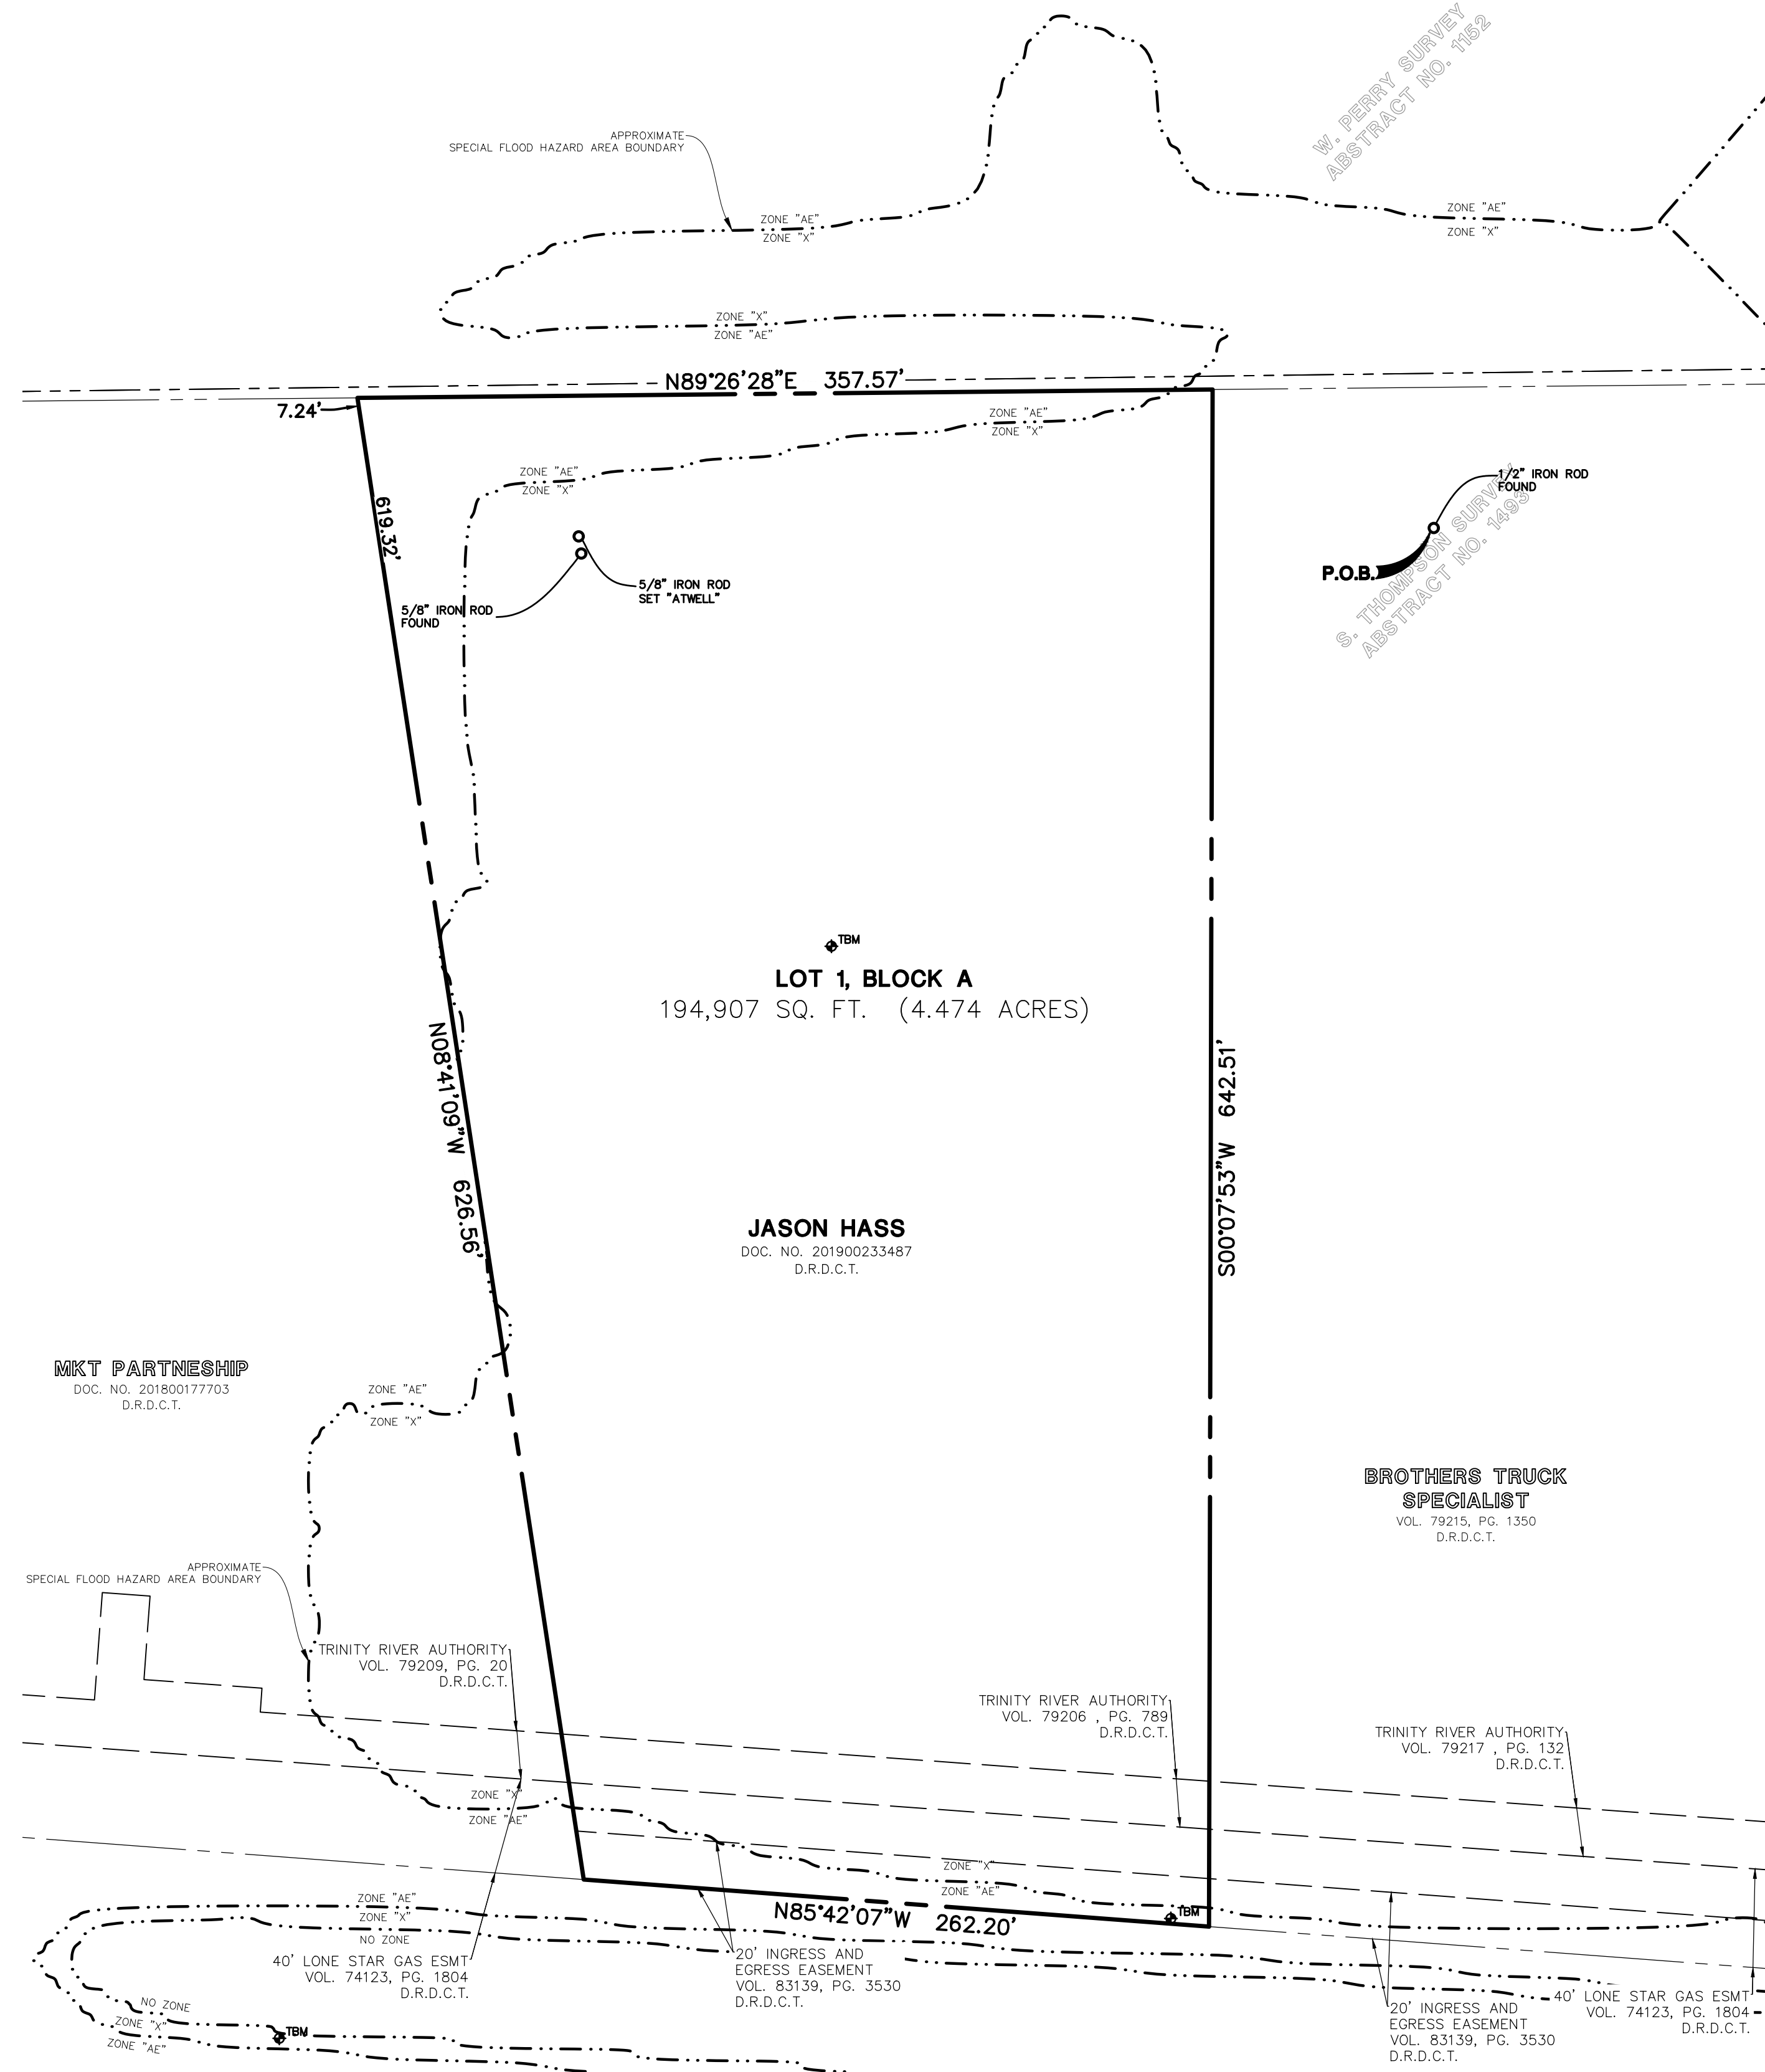 W. PERRY SURVEY
ABSTRACT NO. 1152
APPROXIMATE
SPECIAL FLOOD HAZARD AREA BOUNDARY
ZONE "AE"
ZONE "X"
ZONE "AE"
ZONE "X"
ZONE "X"
ZONE "AE"
N89°26'28"E 357.57'
7.24'
ZONE "AE"
ZONE "X"
ZONE "AE"
ZONE "X"
1/2" IRON ROD
FOUND
619.32'
S. THOMPSON SURVEY
ABSTRACT NO. 1493
P.O.B.
5/8" IRON ROD
SET "ATWELL"
5/8" IRON ROD
FOUND
TBM
LOT 1, BLOCK A
194,907 SQ. FT. (4.474 ACRES)
N08°41'09"W 626.56'
S00°07'53"W 642.51'
JASON HASS
DOC. NO. 201900233487
D.R.D.C.T.
MKT PARTNESHIP
DOC. NO. 201800177703
D.R.D.C.T.
ZONE "AE"
ZONE "X"
BROTHERS TRUCK
SPECIALIST
VOL. 79215, PG. 1350
D.R.D.C.T.
APPROXIMATE
SPECIAL FLOOD HAZARD AREA BOUNDARY
TRINITY RIVER AUTHORITY
VOL. 79209, PG. 20
D.R.D.C.T.
TRINITY RIVER AUTHORITY
VOL. 79206 , PG. 789
D.R.D.C.T.
TRINITY RIVER AUTHORITY
VOL. 79217 , PG. 132
D.R.D.C.T.
ZONE "X"
ZONE "AE"
ZONE "X"
ZONE "AE"
ZONE "AE"
ZONE "X"
NO ZONE
N85°42'07"W 262.20'
TBM
40' LONE STAR GAS ESMT
VOL. 74123, PG. 1804
D.R.D.C.T.
20' INGRESS AND
EGRESS EASEMENT
VOL. 83139, PG. 3530
D.R.D.C.T.
20' INGRESS AND
EGRESS EASEMENT
VOL. 83139, PG. 3530
D.R.D.C.T.
40' LONE STAR GAS ESMT
VOL. 74123, PG. 1804
D.R.D.C.T.
NO ZONE
ZONE "X"
ZONE "AE"
TBM